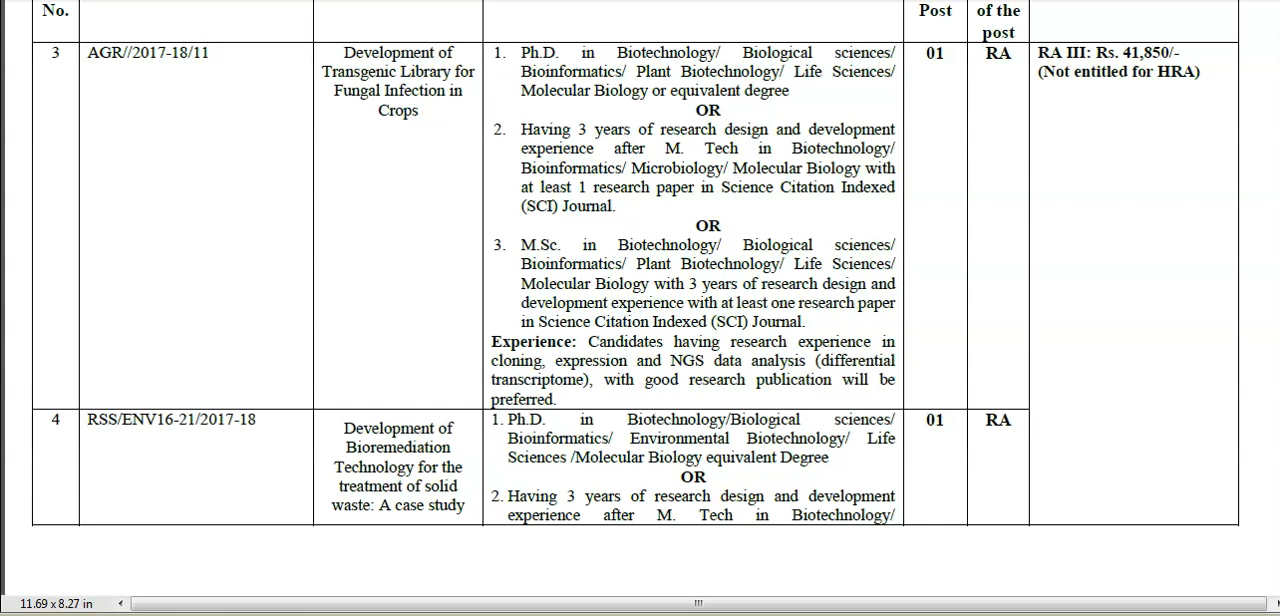 No.
Post
of the
post
3
AGR//2017-18/11
Development of
Transgenic Library for
Fungal Infection in
Crops
1. Ph.D. in Biotechnology/ Biological sciences/
Bioinformatics/ Plant Biotechnology/ Life Sciences/
Molecular Biology or equivalent degree
OR
2. Having 3 years of research design and development
experience after M. Tech in Biotechnology/
Bioinformatics/ Microbiology/ Molecular Biology with
at least 1 research paper in Science Citation Indexed
(SCI) Journal.
OR
3. M.Sc. in Biotechnology/ Biological sciences/
Bioinformatics/ Plant Biotechnology/ Life Sciences/
Molecular Biology with 3 years of research design and
development experience with at least one research paper
in Science Citation Indexed (SCI) Journal.
Experience: Candidates having research experience in
cloning, expression and NGS data analysis (differential
transcriptome), with good research publication will be
preferred.
01
RA
RA III: Rs. 41,850/-
(Not entitled for HRA)
4
RSS/ENV16-21/2017-18
Development of
Bioremediation
Technology for the
treatment of solid
waste: A case study
1. Ph.D. in Biotechnology/Biological sciences/
Bioinformatics/ Environmental Biotechnology/ Life
Sciences /Molecular Biology equivalent Degree
OR
2. Having 3 years of research design and development
experience after M. Tech in Biotechnology/
01
RA
11.69 x 8.27 in